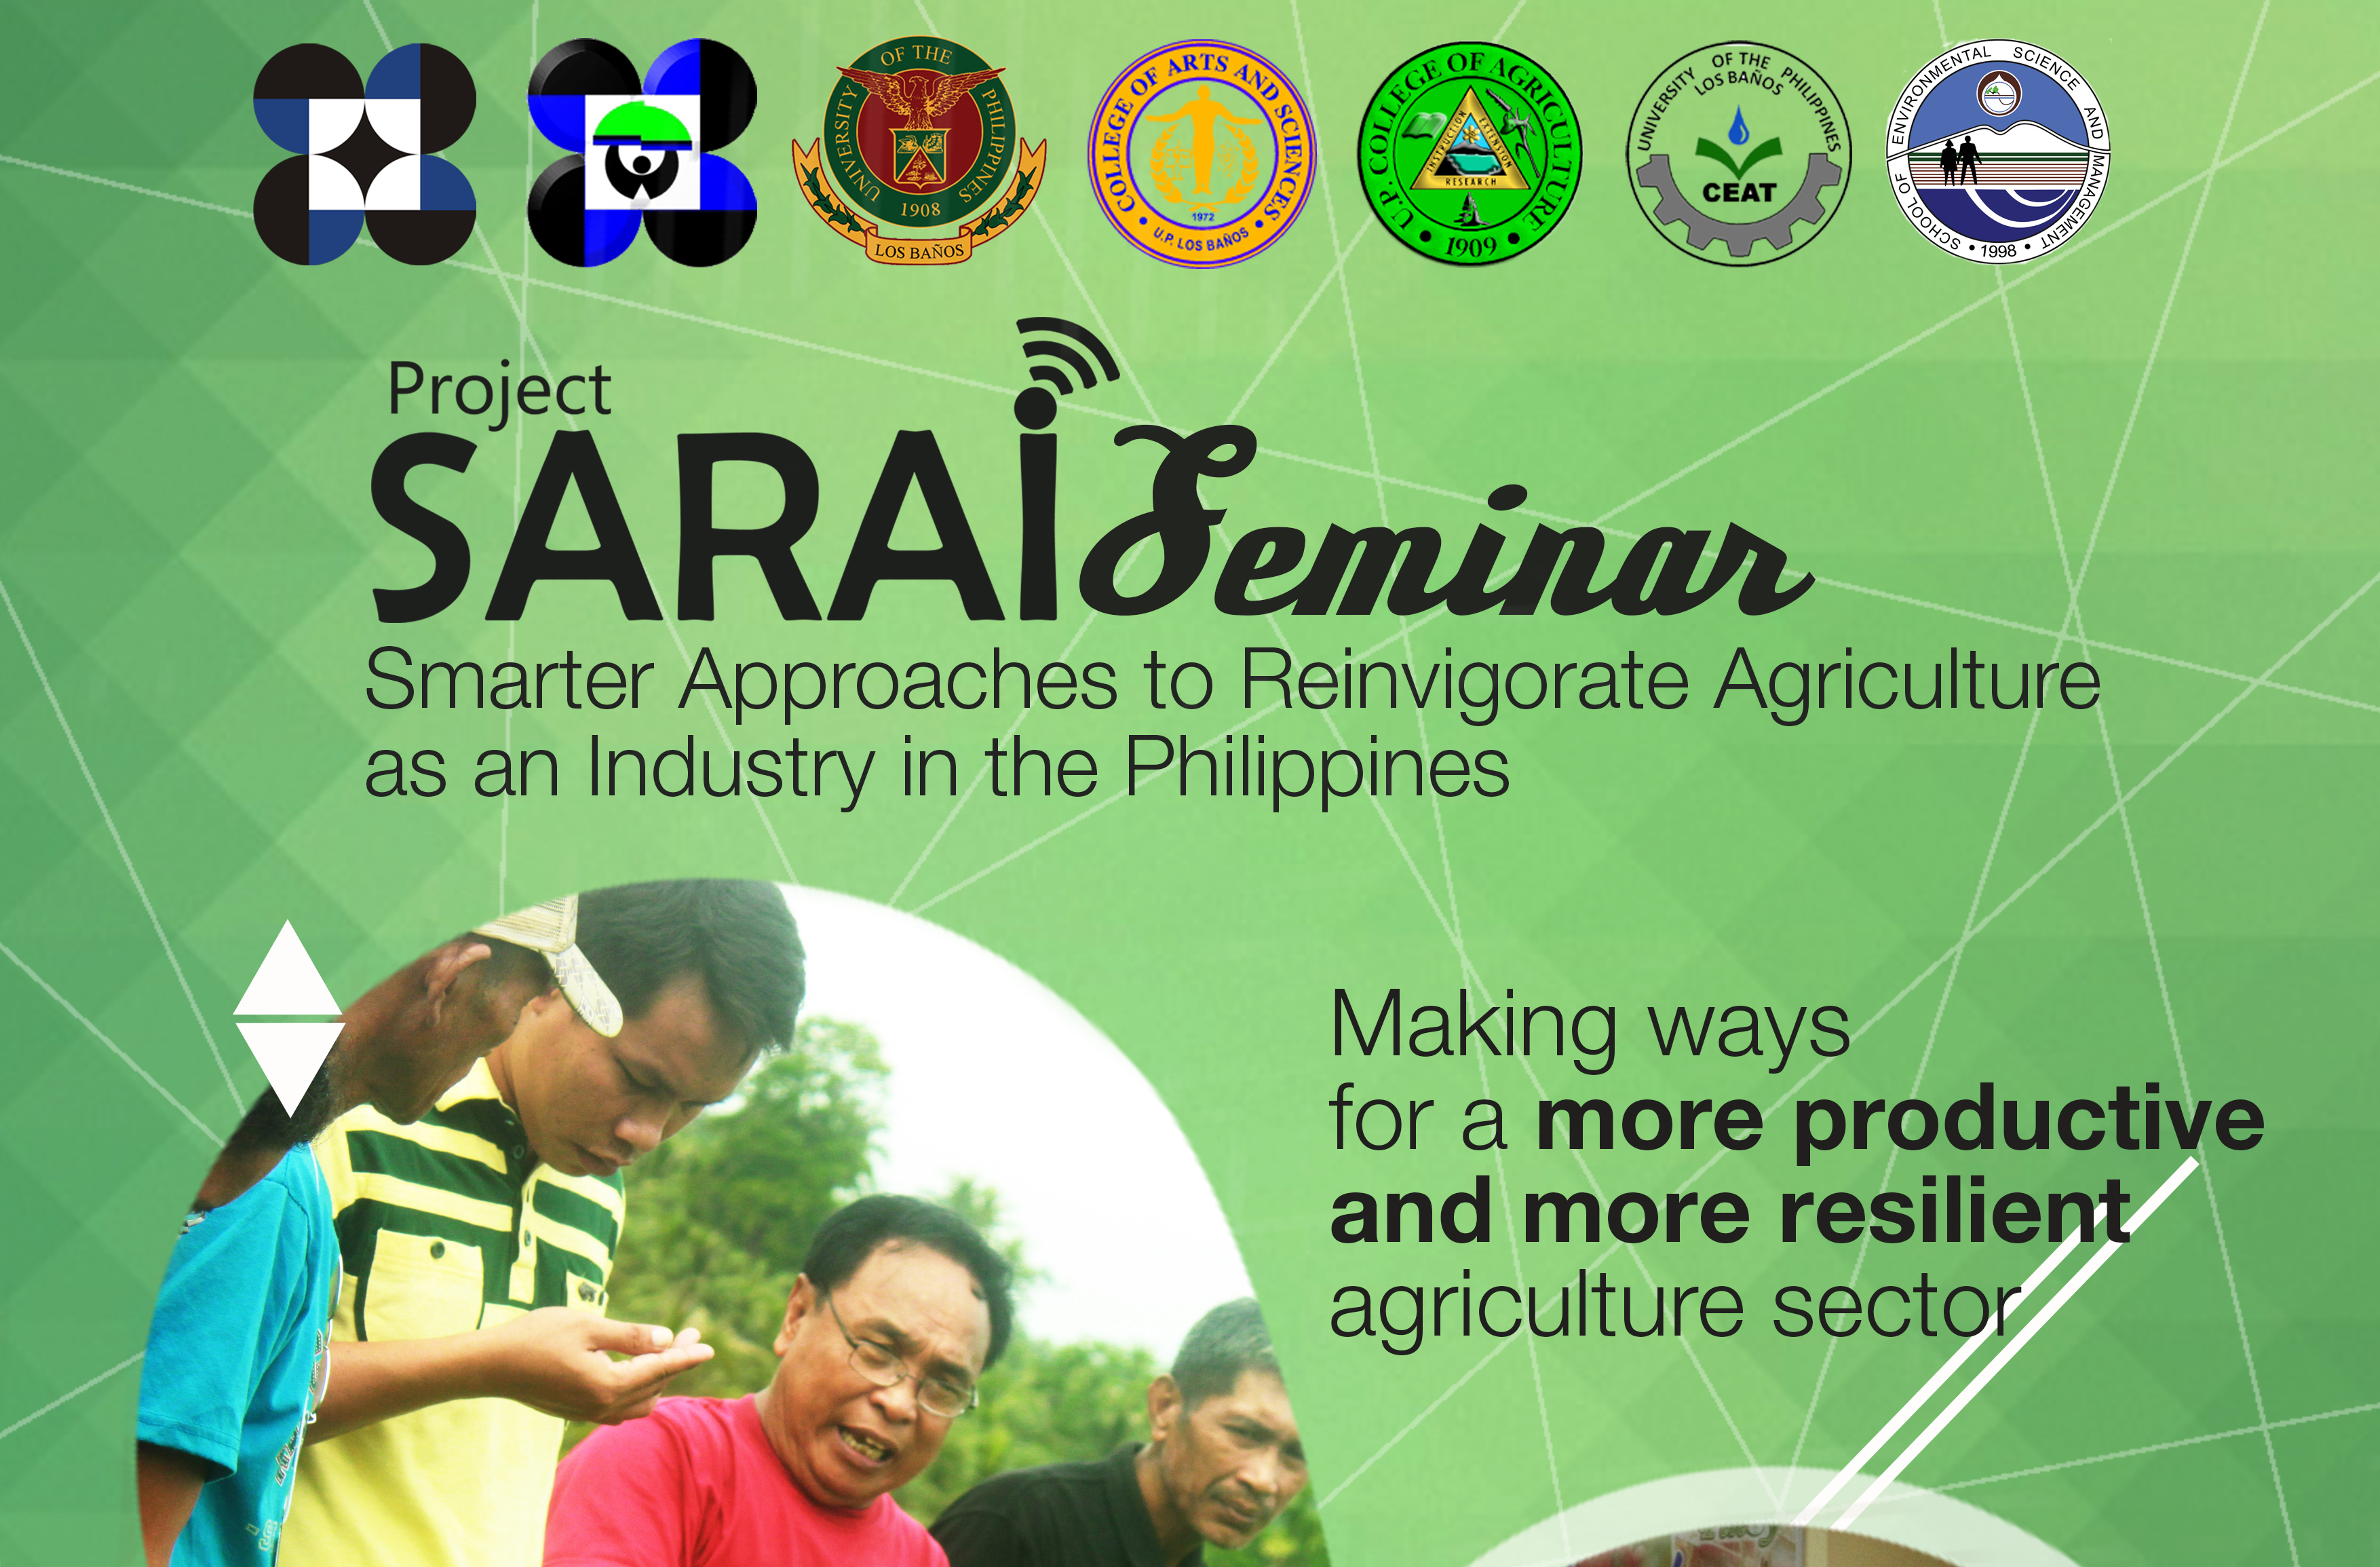 UNIVERSITY OF THE PHILIPPINES
1908
LOS BAÑOS
COLLEGE OF ARTS AND SCIENCES
1972
U.P. LOS BAÑOS
U.P. COLLEGE OF AGRICULTURE
INSTRUCTION EXTENSION
RESEARCH
1909
UNIVERSITY OF THE PHILIPPINES
LOS BAÑOS
CEAT
SCHOOL OF ENVIRONMENTAL SCIENCE AND MANAGEMENT
1998
Project
SARAi Seminar
Smarter Approaches to Reinvigorate Agriculture
as an Industry in the Philippines
Making ways
for a more productive
and more resilient
agriculture sector